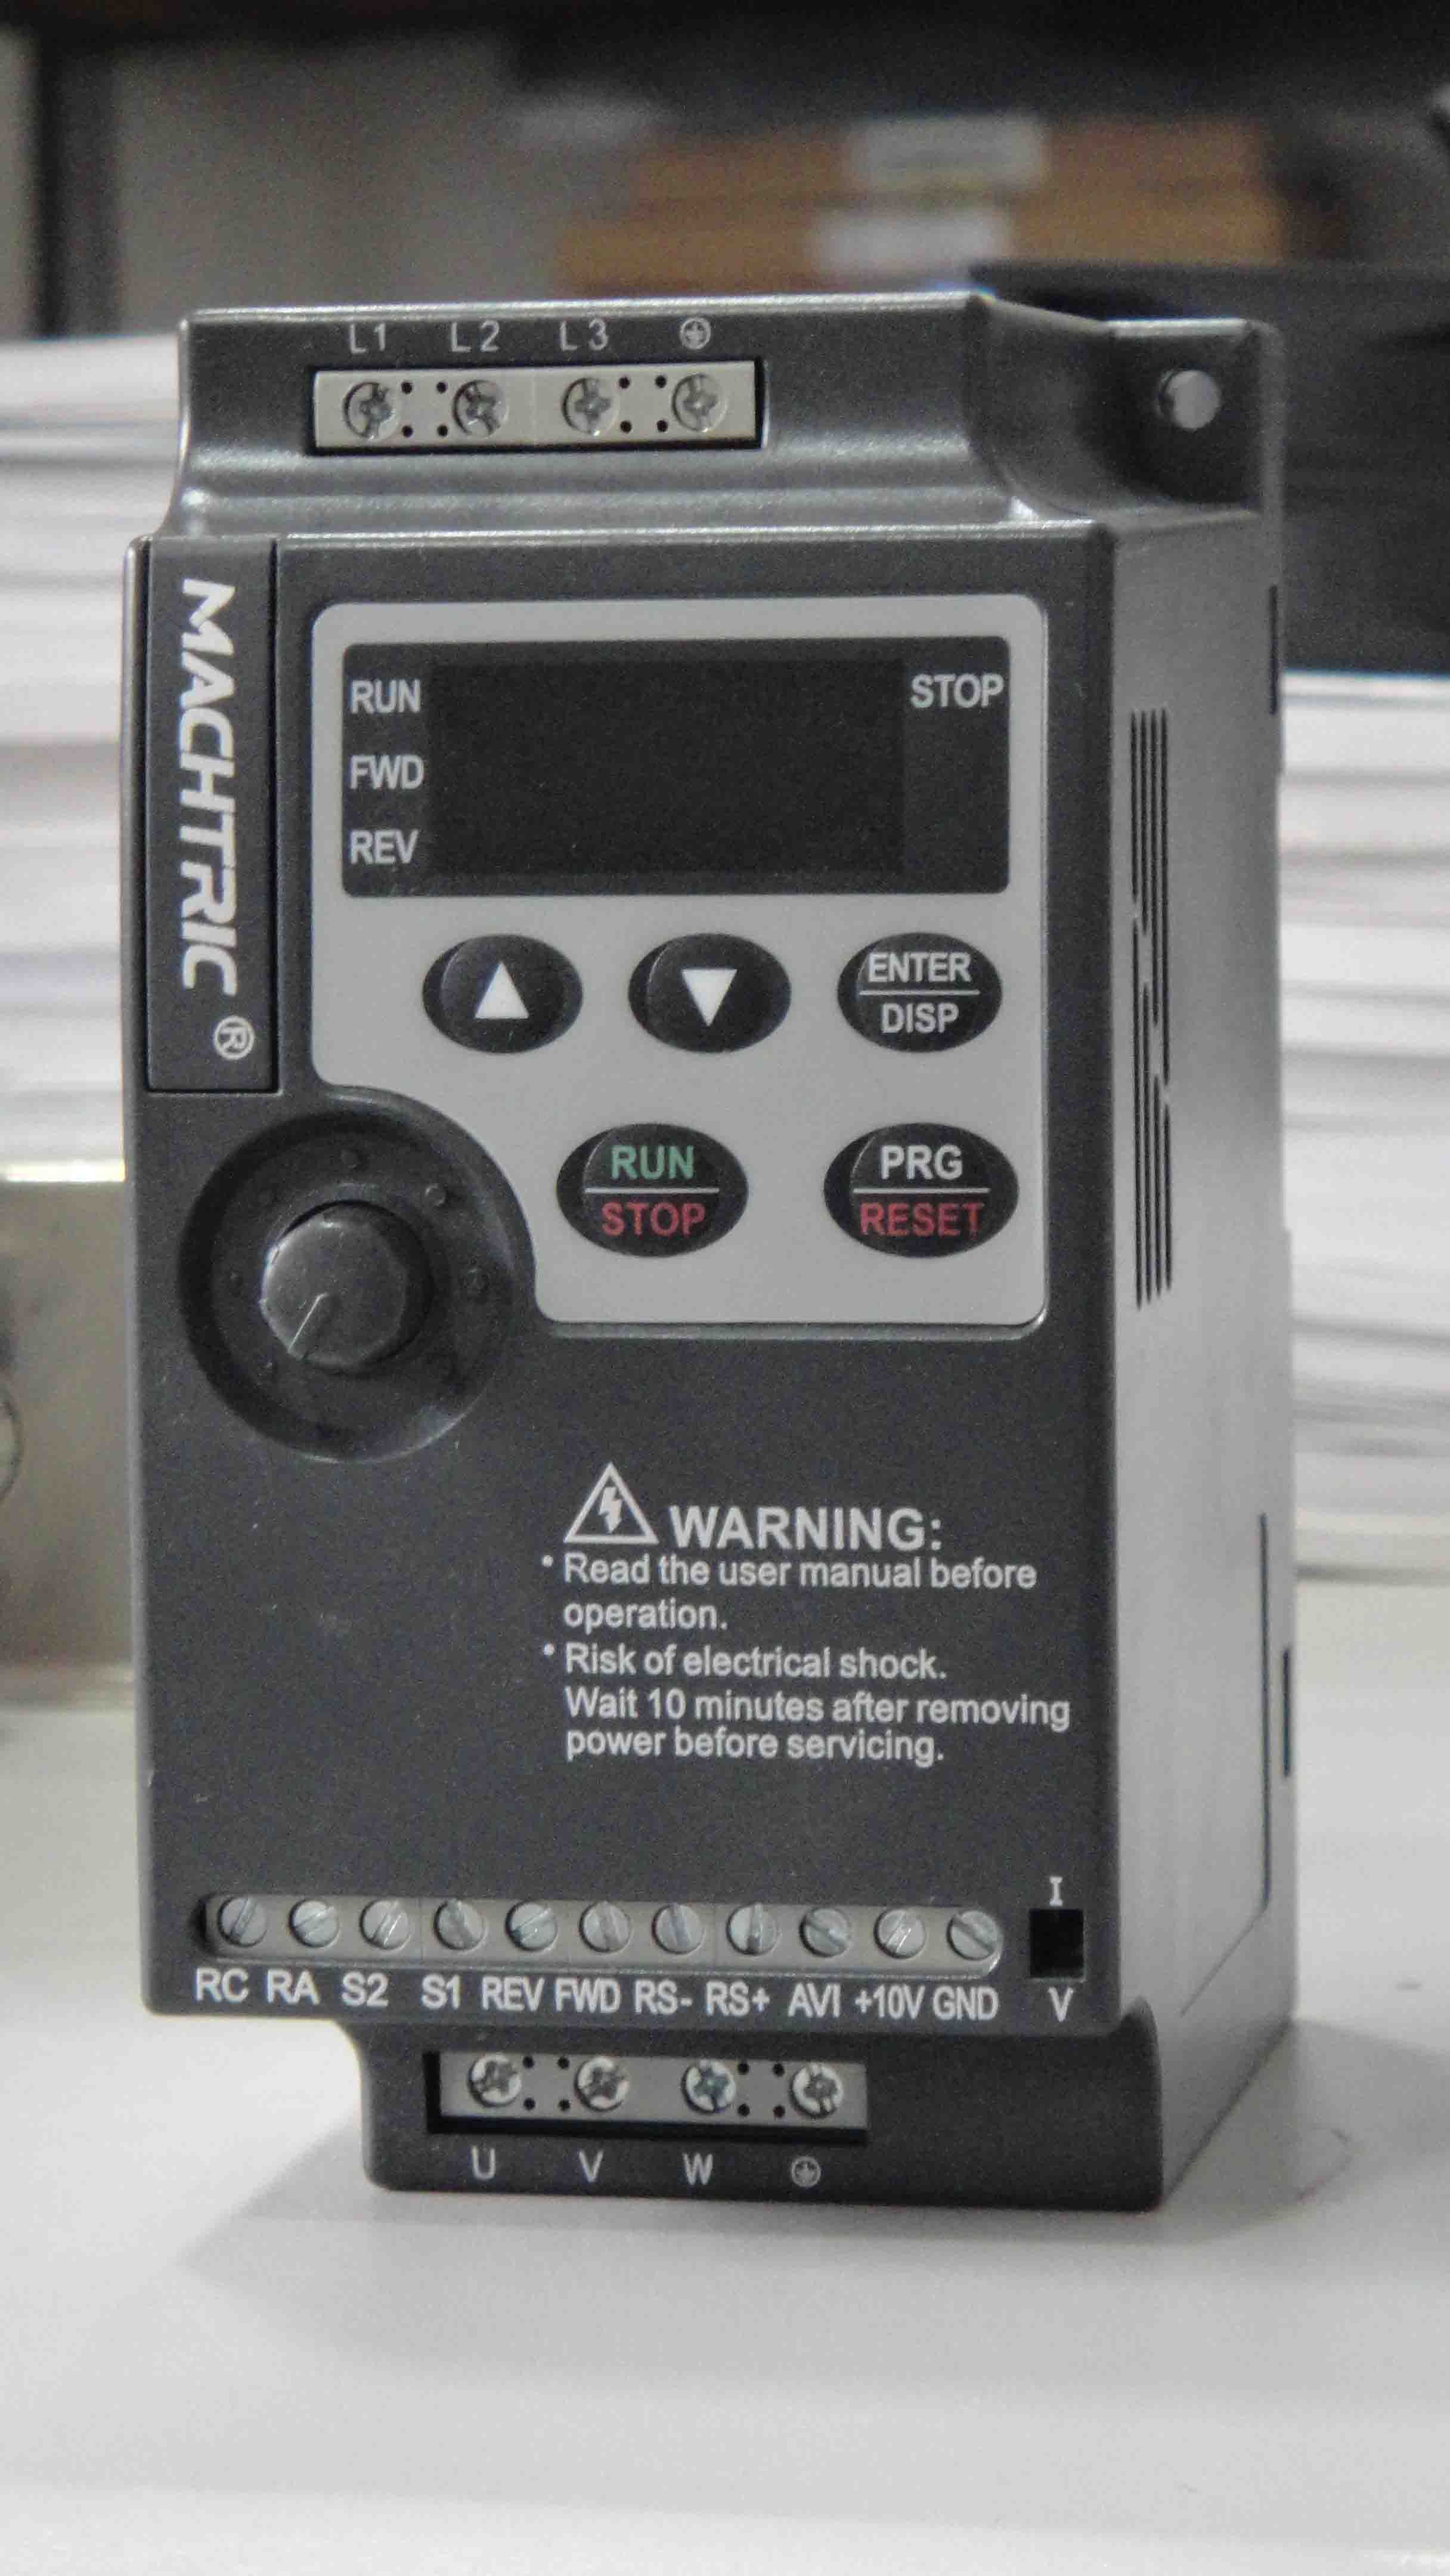 L1 L2 L3
MACHTRIC ®
RUN STOP
FWD
REV
ENTER
DISP
RUN
STOP
PRG
RESET
WARNING:
• Read the user manual before
operation.
• Risk of electrical shock.
Wait 10 minutes after removing
power before servicing.
I
RC RA S2 S1 REV FWD RS- RS+ AVI +10V GND V
U V W